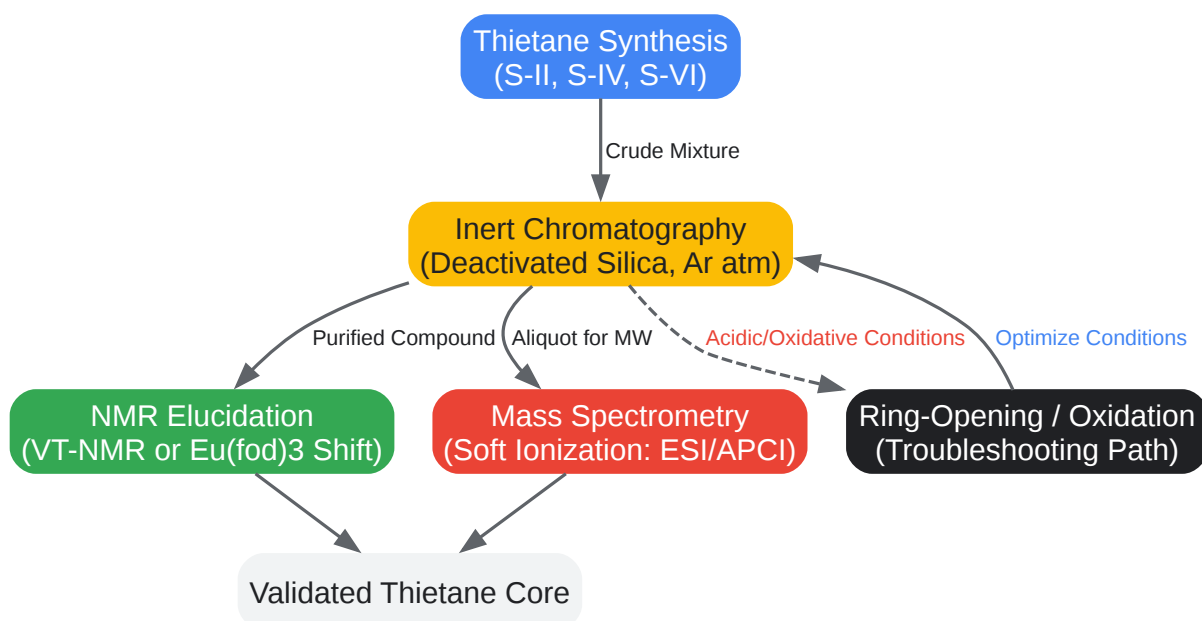 Thietane Synthesis
(S-II, S-IV, S-VI)
Crude Mixture
Inert Chromatography
(Deactivated Silica, Ar atm)
Purified Compound
Aliquot for MW
Acidic/Oxidative Conditions
Optimize Conditions
NMR Elucidation
(VT-NMR or Eu(fod)3 Shift)
Mass Spectrometry
(Soft Ionization: ESI/APCI)
Ring-Opening / Oxidation
(Troubleshooting Path)
Validated Thietane Core